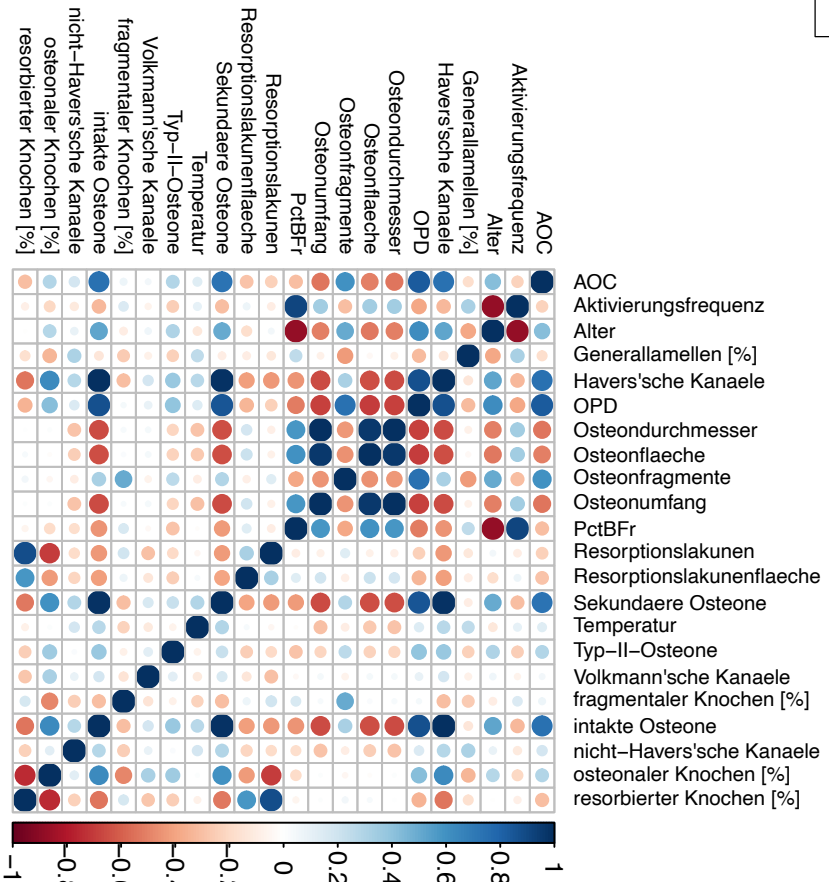 resorbierter Knochen [%]
osteonaler Knochen [%]
nicht−Havers'sche Kanaele
intakte Osteone
fragmentaler Knochen [%]
Volkmann'sche Kanaele
Typ−II−Osteone
Temperatur
Sekundaere Osteone
Resorptionslakunenflaeche
Resorptionslakunen
PctBFr
Osteonumfang
Osteonfragmente
Osteonflaeche
Osteondurchmesser
OPD
Havers'sche Kanaele
Generallamellen [%]
Alter
Aktivierungsfrequenz
AOC
AOC
Aktivierungsfrequenz
Alter
Generallamellen [%]
Havers'sche Kanaele
OPD
Osteondurchmesser
Osteonflaeche
Osteonfragmente
Osteonumfang
PctBFr
Resorptionslakunen
Resorptionslakunenflaeche
Sekundaere Osteone
Temperatur
Typ−II−Osteone
Volkmann'sche Kanaele
fragmentaler Knochen [%]
intakte Osteone
nicht−Havers'sche Kanaele
osteonaler Knochen [%]
resorbierter Knochen [%]
−1
0
0.2
0.4
0.6
0.8
1